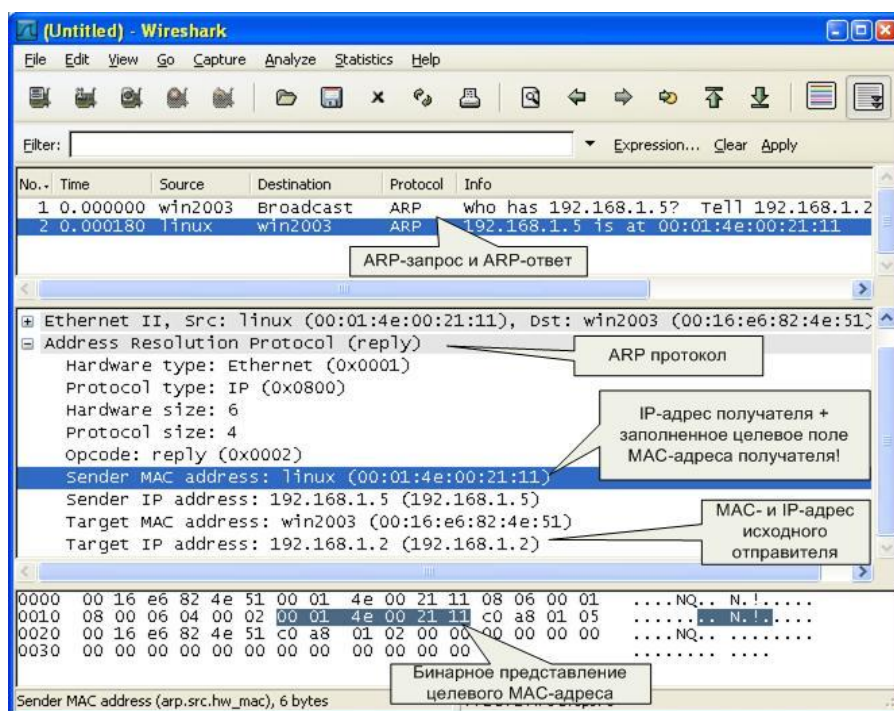 (Untitled) - Wireshark
File Edit View Go Capture Analyze Statistics Help
Filter: Expression... Clear Apply
No. Time Source Destination Protocol Info
1 0.000000 win2003 Broadcast ARP who has 192.168.1.5? Tell 192.168.1.2
2 0.000180 linux win2003 ARP 192.168.1.5 is at 00:01:4e:00:21:11
ARP-запрос и ARP-ответ
Ethernet II, Src: linux (00:01:4e:00:21:11), Dst: win2003 (00:16:e6:82:4e:51)
Address Resolution Protocol (reply)
ARP протокол
Hardware type: Ethernet (0x0001)
Protocol type: IP (0x0800)
Hardware size: 6
Protocol size: 4
Opcode: reply (0x0002)
IP-адрес получателя +
заполненное целевое поле
MAC-адреса получателя!
Sender MAC address: linux (00:01:4e:00:21:11)
Sender IP address: 192.168.1.5 (192.168.1.5)
Target MAC address: win2003 (00:16:e6:82:4e:51)
Target IP address: 192.168.1.2 (192.168.1.2)
MAC- и IP-адрес
исходного
отправителя
0000 00 16 e6 82 4e 51 00 01 4e 00 21 11 08 06 00 01 ....NQ.. N.!.....
0010 08 00 06 04 00 02 00 01 4e 00 21 11 c0 a8 01 05 ........ N.!.....
0020 00 16 e6 82 4e 51 c0 a8 01 02 00 00 00 00 00 00 ....NQ.. ........
0030 00 00 00 00 00 00 00 00 00 00 00 00 ........ ....
Бинарное представление
целевого MAC-адреса
Sender MAC address (arp.src.hw_mac), 6 bytes